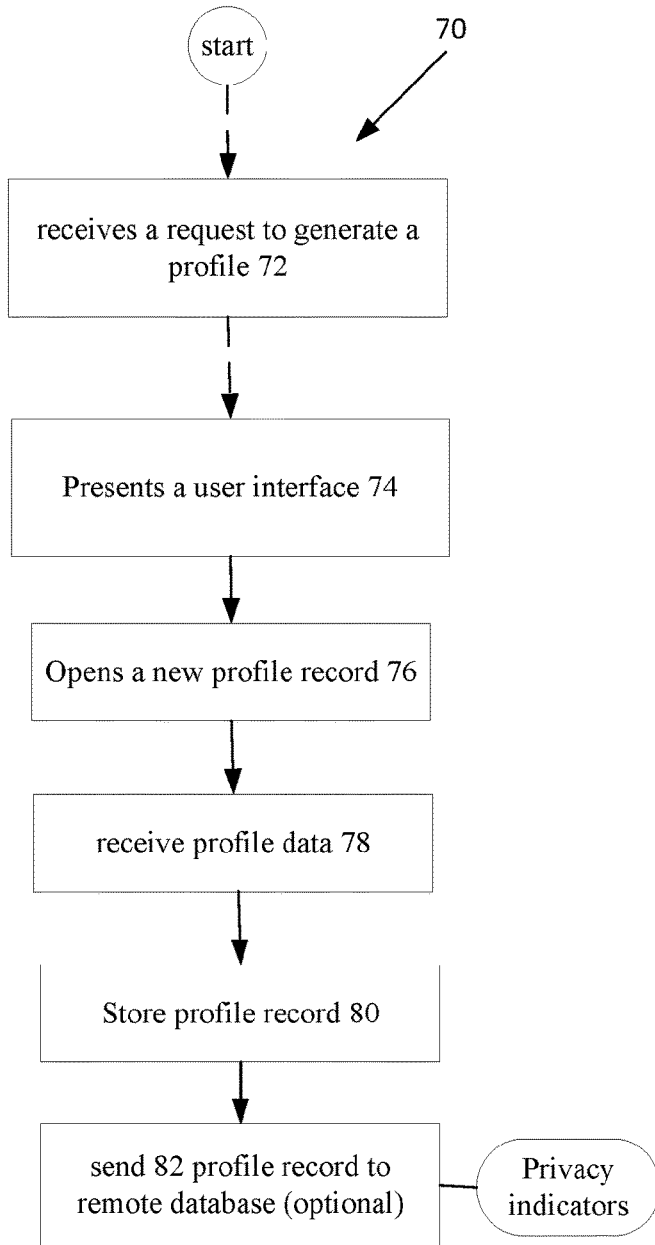 start
70
receives a request to generate a
profile 72
Presents a user interface 74
Opens a new profile record 76
receive profile data 78
Store profile record 80
send 82 profile record to
remote database (optional)
Privacy
indicators